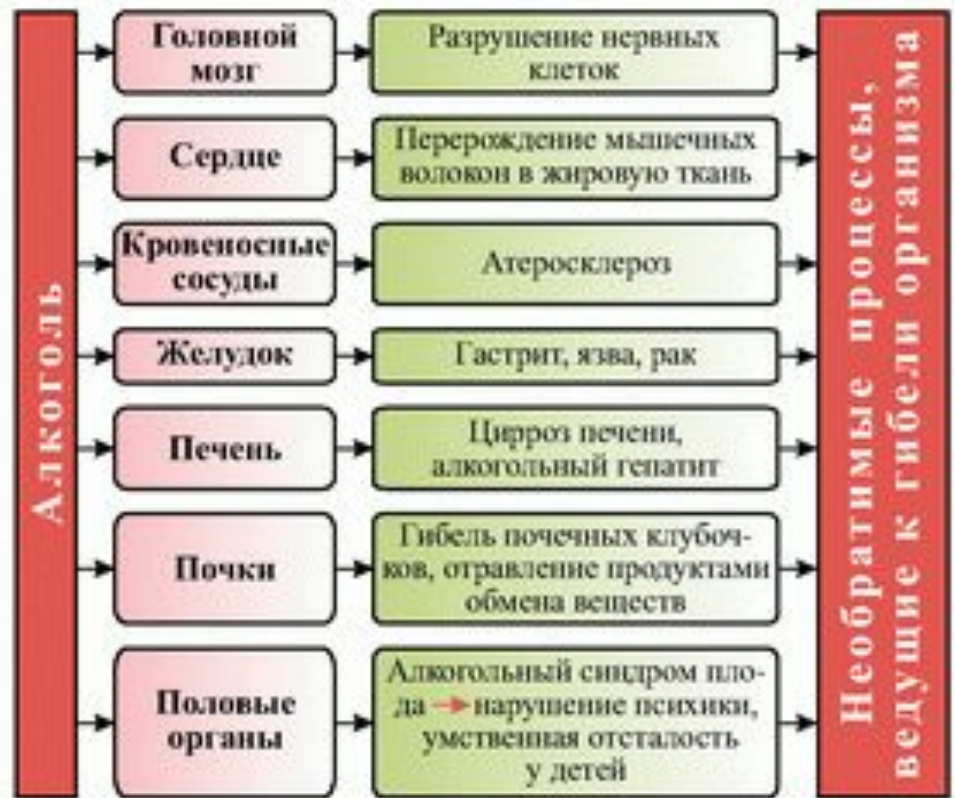 Алкоголь
Головной
мозг
Разрушение нервных
клеток
Сердце
Перерождение мышечных
волокон в жировую ткань
Кровеносные
сосуды
Атеросклероз
Желудок
Гастрит, язва, рак
Печень
Цирроз печени,
алкогольный гепатит
Почки
Гибель почечных клубоч-
ков, отравление продуктами
обмена веществ
Половые
органы
Алкогольный синдром пло-
да → нарушение психики,
умственная отсталость
у детей
Необратимые процессы,
ведущие к гибели организма